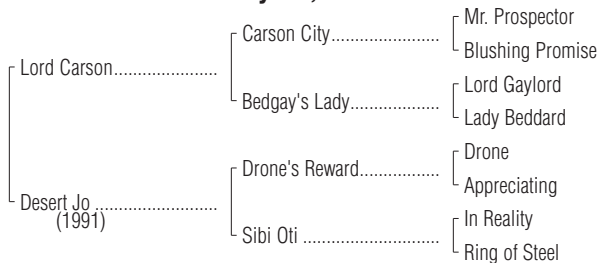 Mr. Prospector
Carson City
Blushing Promise
Lord Carson
Lord Gaylord
Bedgay's Lady
Lady Beddard
Drone
Drone's Reward
Appreciating
Desert Jo
(1991)
In Reality
Sibi Oti
Ring of Steel